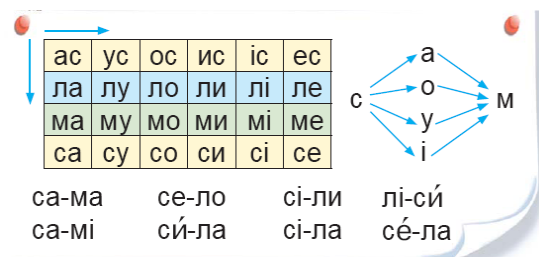 ас ус ос ис іс ес
ла лу ло ли лі ле
ма му мо ми мі ме
са су со си сі се
с а о у і м
са-ма се-ло сі-ли лі-си́
са-мі си́-ла сі-ла се́-ла